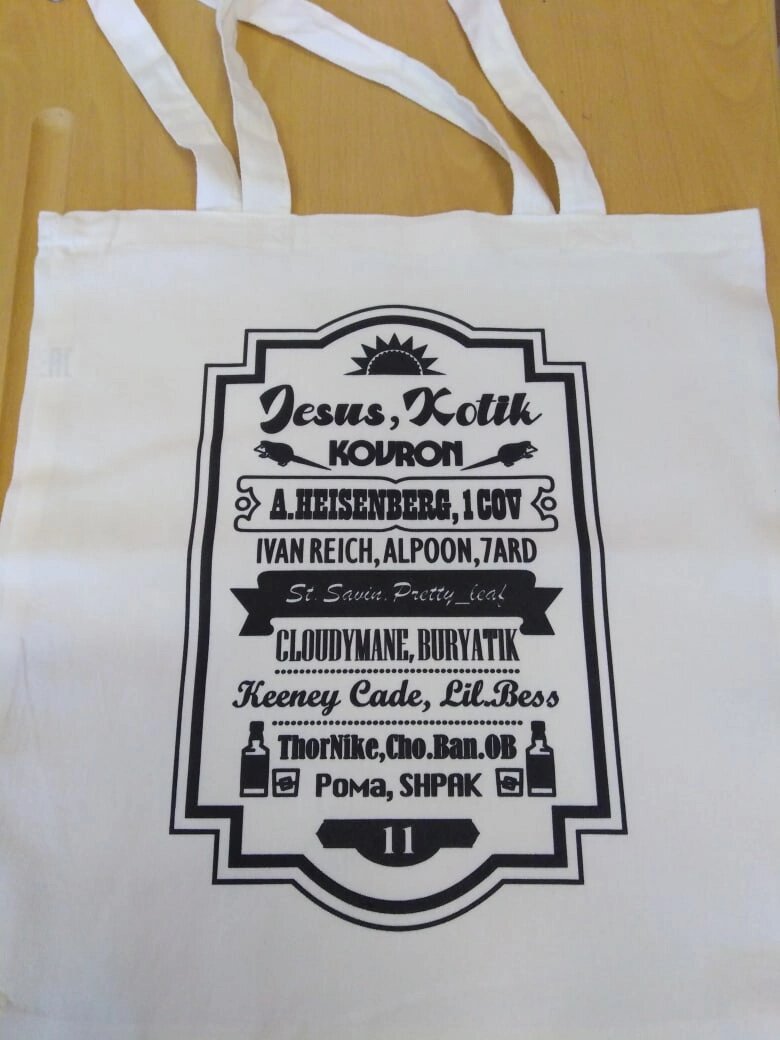 Jesus, Kotik
KOVRON
A.HEISENBERG, 1 COV
IVAN REICH, ALPOON, 7ARD
St. Savin. Pretty_leaf
CLOUDYMANE, BURYATIK
Keeney Cade, Lil.Bess
ThorNike, Cho.Ban.OB
Рома, SHPAK
11